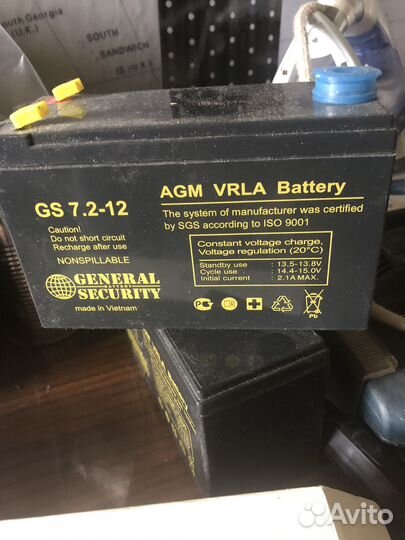 South Georgia
(U.K.)
SOUTH
SANDWICH
IS (U.K.)
GS 7.2-12
AGM VRLA Battery
The system of manufacturer was certified
by SGS according to ISO 9001
Caution!
Do not short circuit
Recharge after use
NONSPILLABLE
Constant voltage charge,
Voltage regulation (20°C)
Standby use : 13.5-13.8V
Cycle use : 14.4-15.0V
Initial current : 2.1A MAX.
GENERAL
BATTERY
SECURITY
made in Vietnam
Pb
Avito